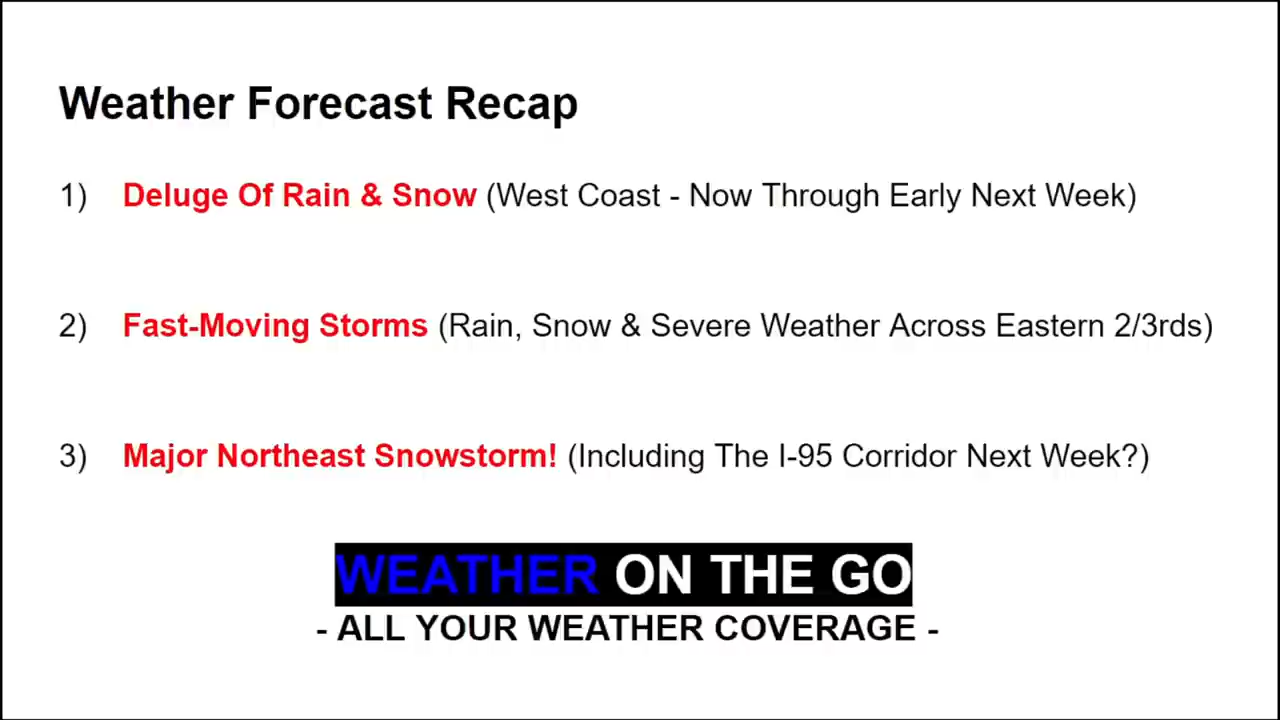 Weather Forecast Recap
1) Deluge Of Rain & Snow (West Coast - Now Through Early Next Week)
2) Fast-Moving Storms (Rain, Snow & Severe Weather Across Eastern 2/3rds)
3) Major Northeast Snowstorm! (Including The I-95 Corridor Next Week?)
WEATHER ON THE GO
- ALL YOUR WEATHER COVERAGE -